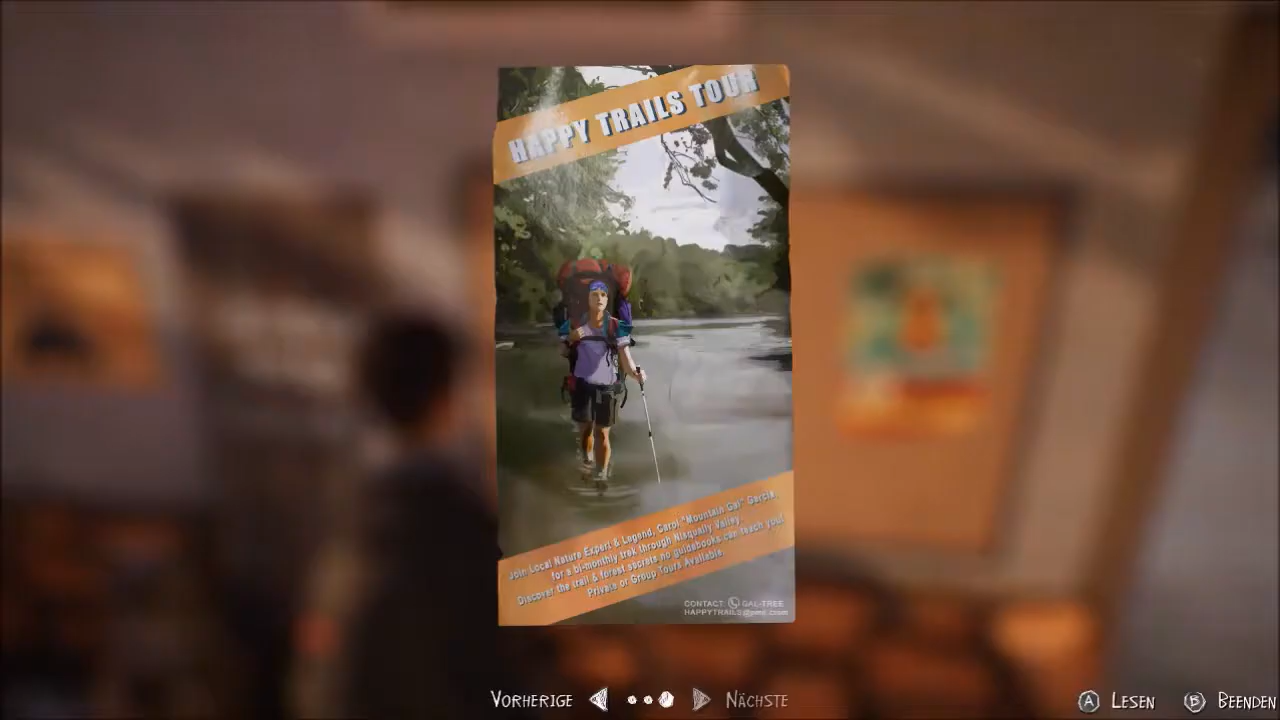 HAPPY TRAILS TOUR
Join Local Nature Expert & Legend, Carol "Mountain Gal" Garcia,
for a bi-monthly trek through Nisqually Valley.
Discover the trail & forest secrets no guidebooks can teach you!
Private or Group Tours Available.
CONTACT: GAL-TREE
VORHERIGE
NÄCHSTE
A LESEN
B BEENDEN